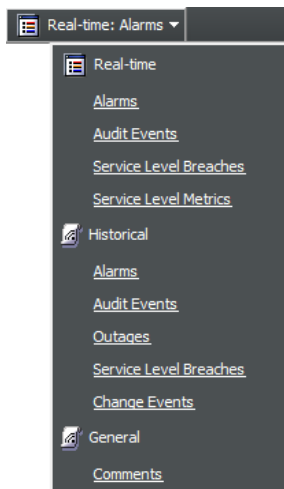 Real-time: Alarms
Real-time
Alarms
Audit Events
Service Level Breaches
Service Level Metrics
Historical
Alarms
Audit Events
Outages
Service Level Breaches
Change Events
General
Comments